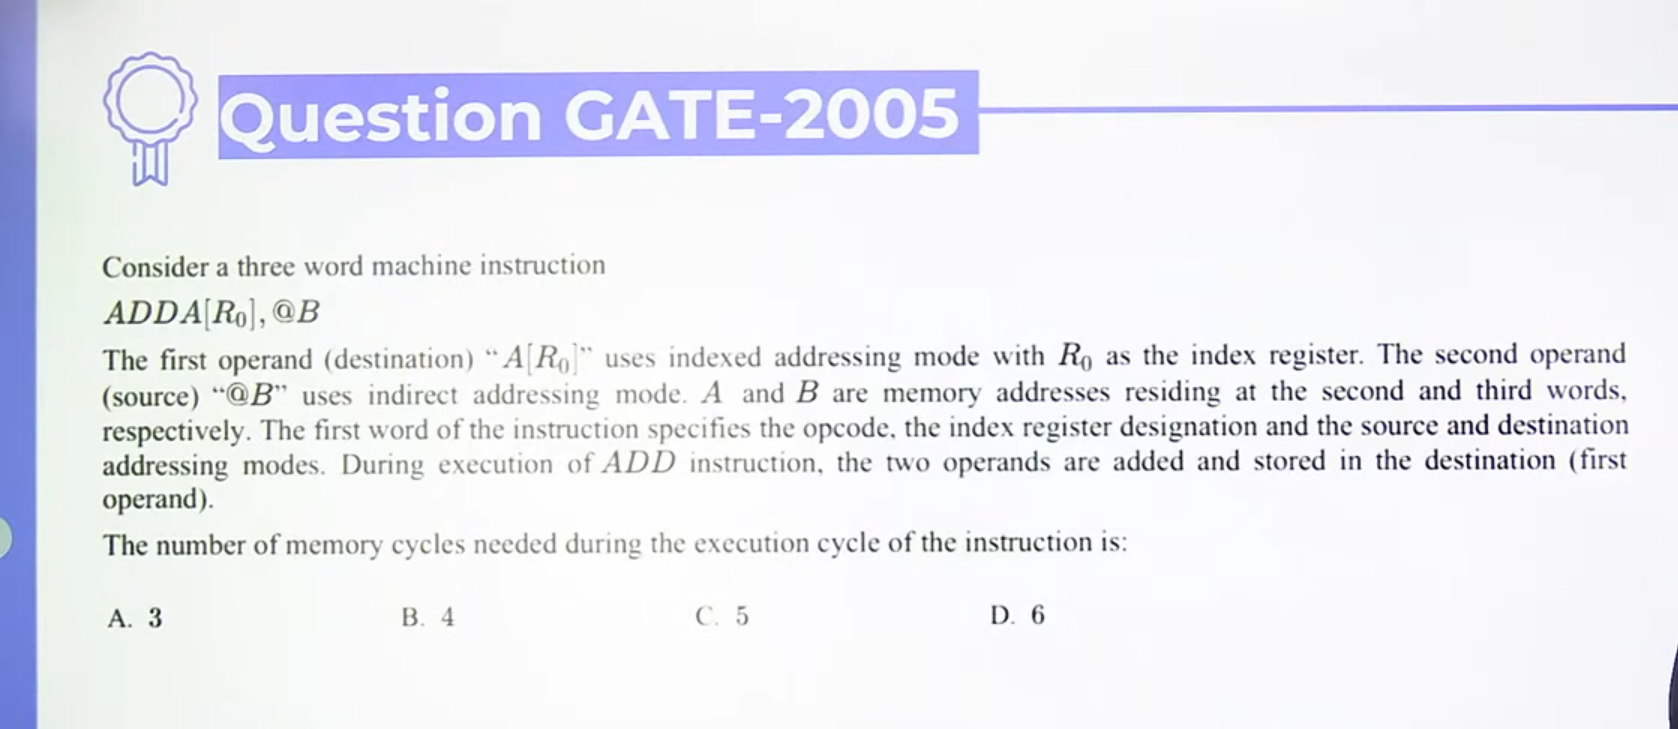 Question GATE-2005
Consider a three word machine instruction
ADDA[R₀], @B
The first operand (destination) “A[R₀]” uses indexed addressing mode with R₀ as the index register. The second operand
(source) “@B” uses indirect addressing mode. A and B are memory addresses residing at the second and third words,
respectively. The first word of the instruction specifies the opcode, the index register designation and the source and destination
addressing modes. During execution of ADD instruction, the two operands are added and stored in the destination (first
operand).
The number of memory cycles needed during the execution cycle of the instruction is:
A. 3 B. 4 C. 5 D. 6